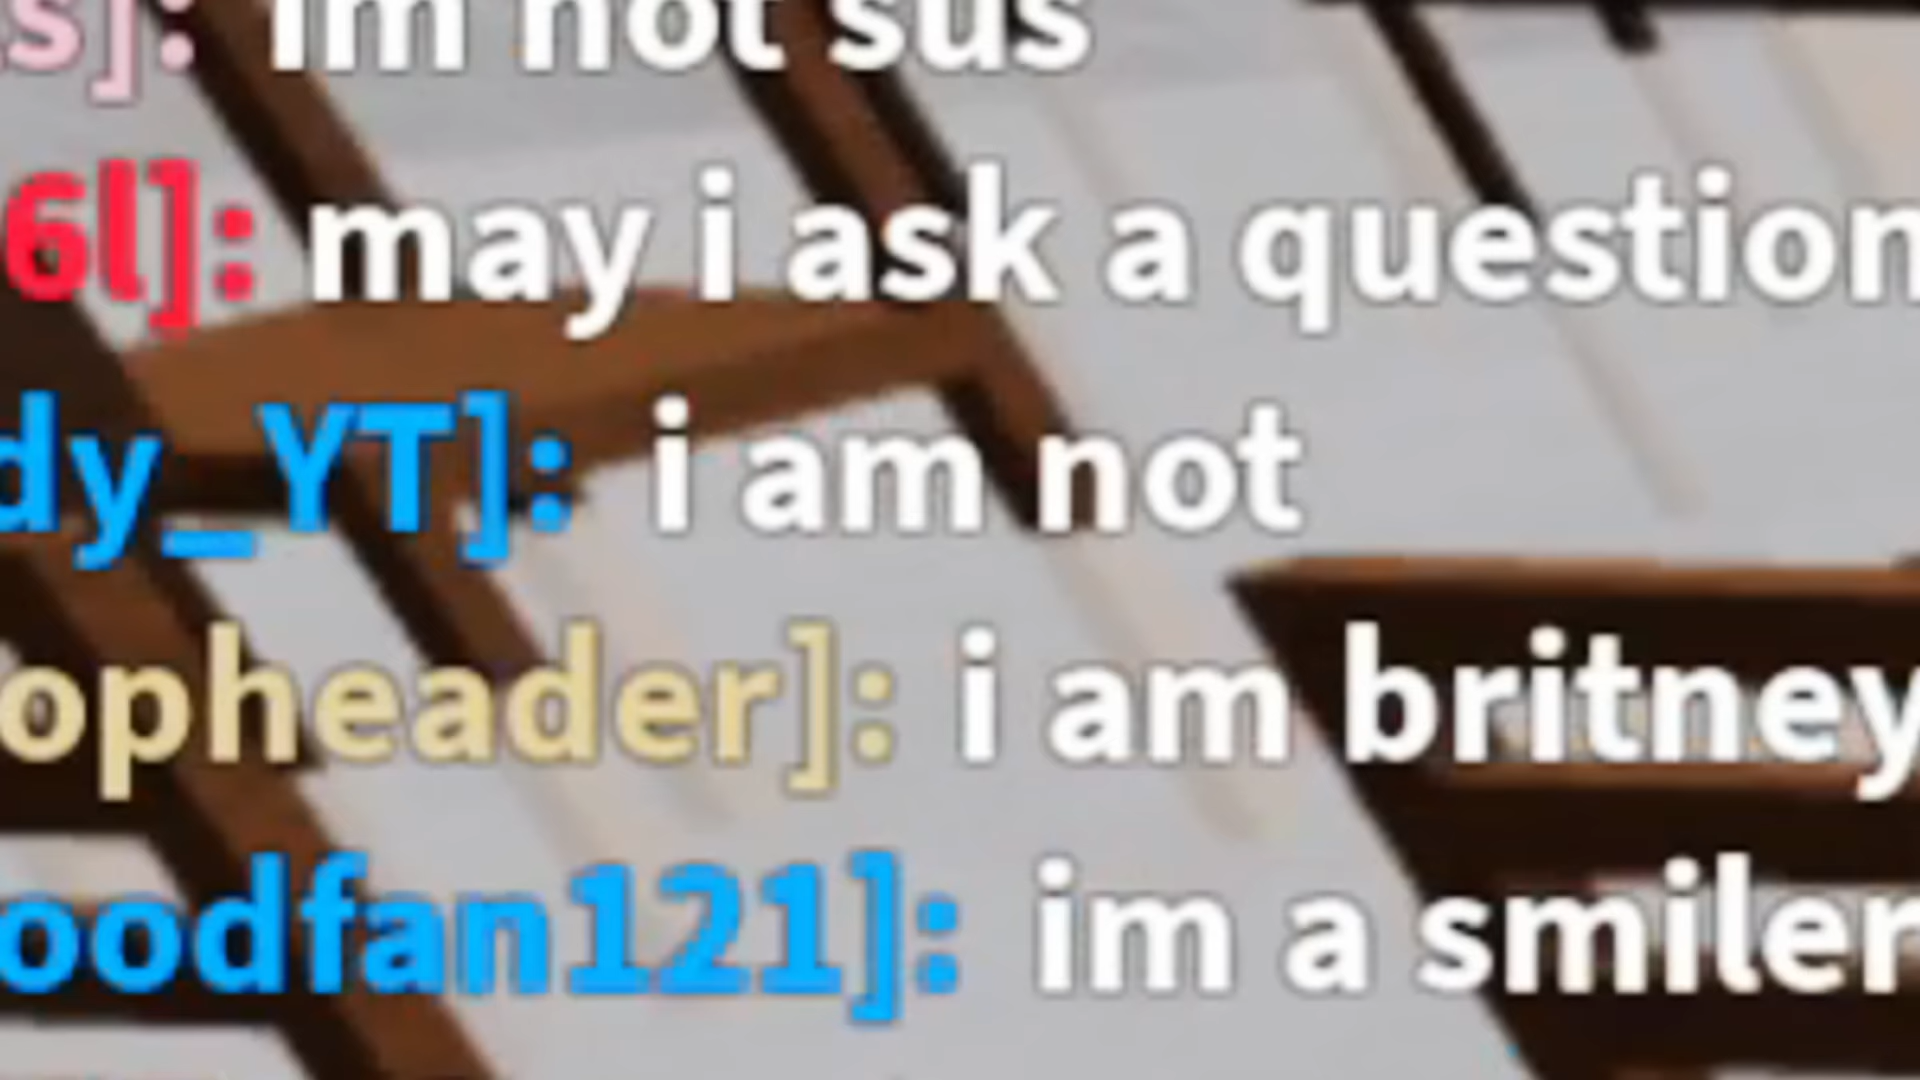 s]: im not sus
6l]: may i ask a question
dy_YT]: i am not
opheader]: i am britney
oodfan121]: im a smiler